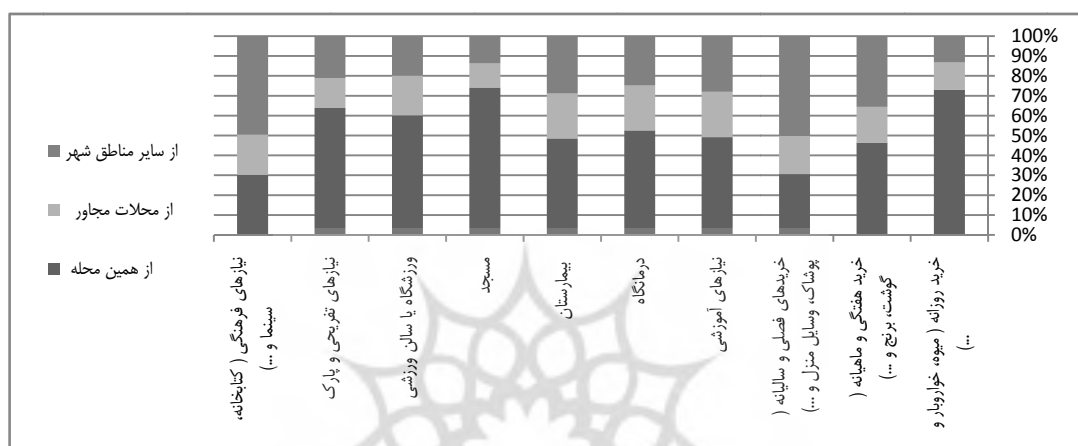 100%
90%
80%
70%
60%
50%
40%
30%
20%
10%
0%
از سایر مناطق شهر
از محلات مجاور
از همین محله
خرید روزانه ( میوه، خواروبار و
...)
خرید هفتگی و ماهیانه (
گوشت، برنج و ...)
خریدهای فصلی و سالیانه (
پوشاک، وسایل منزل و ...)
نیازهای آموزشی
درمانگاه
بیمارستان
مسجد
ورزشگاه یا سالن ورزشی
نیازهای تفریحی و پارک
نیازهای فرهنگی ( کتابخانه،
سینما و ...)